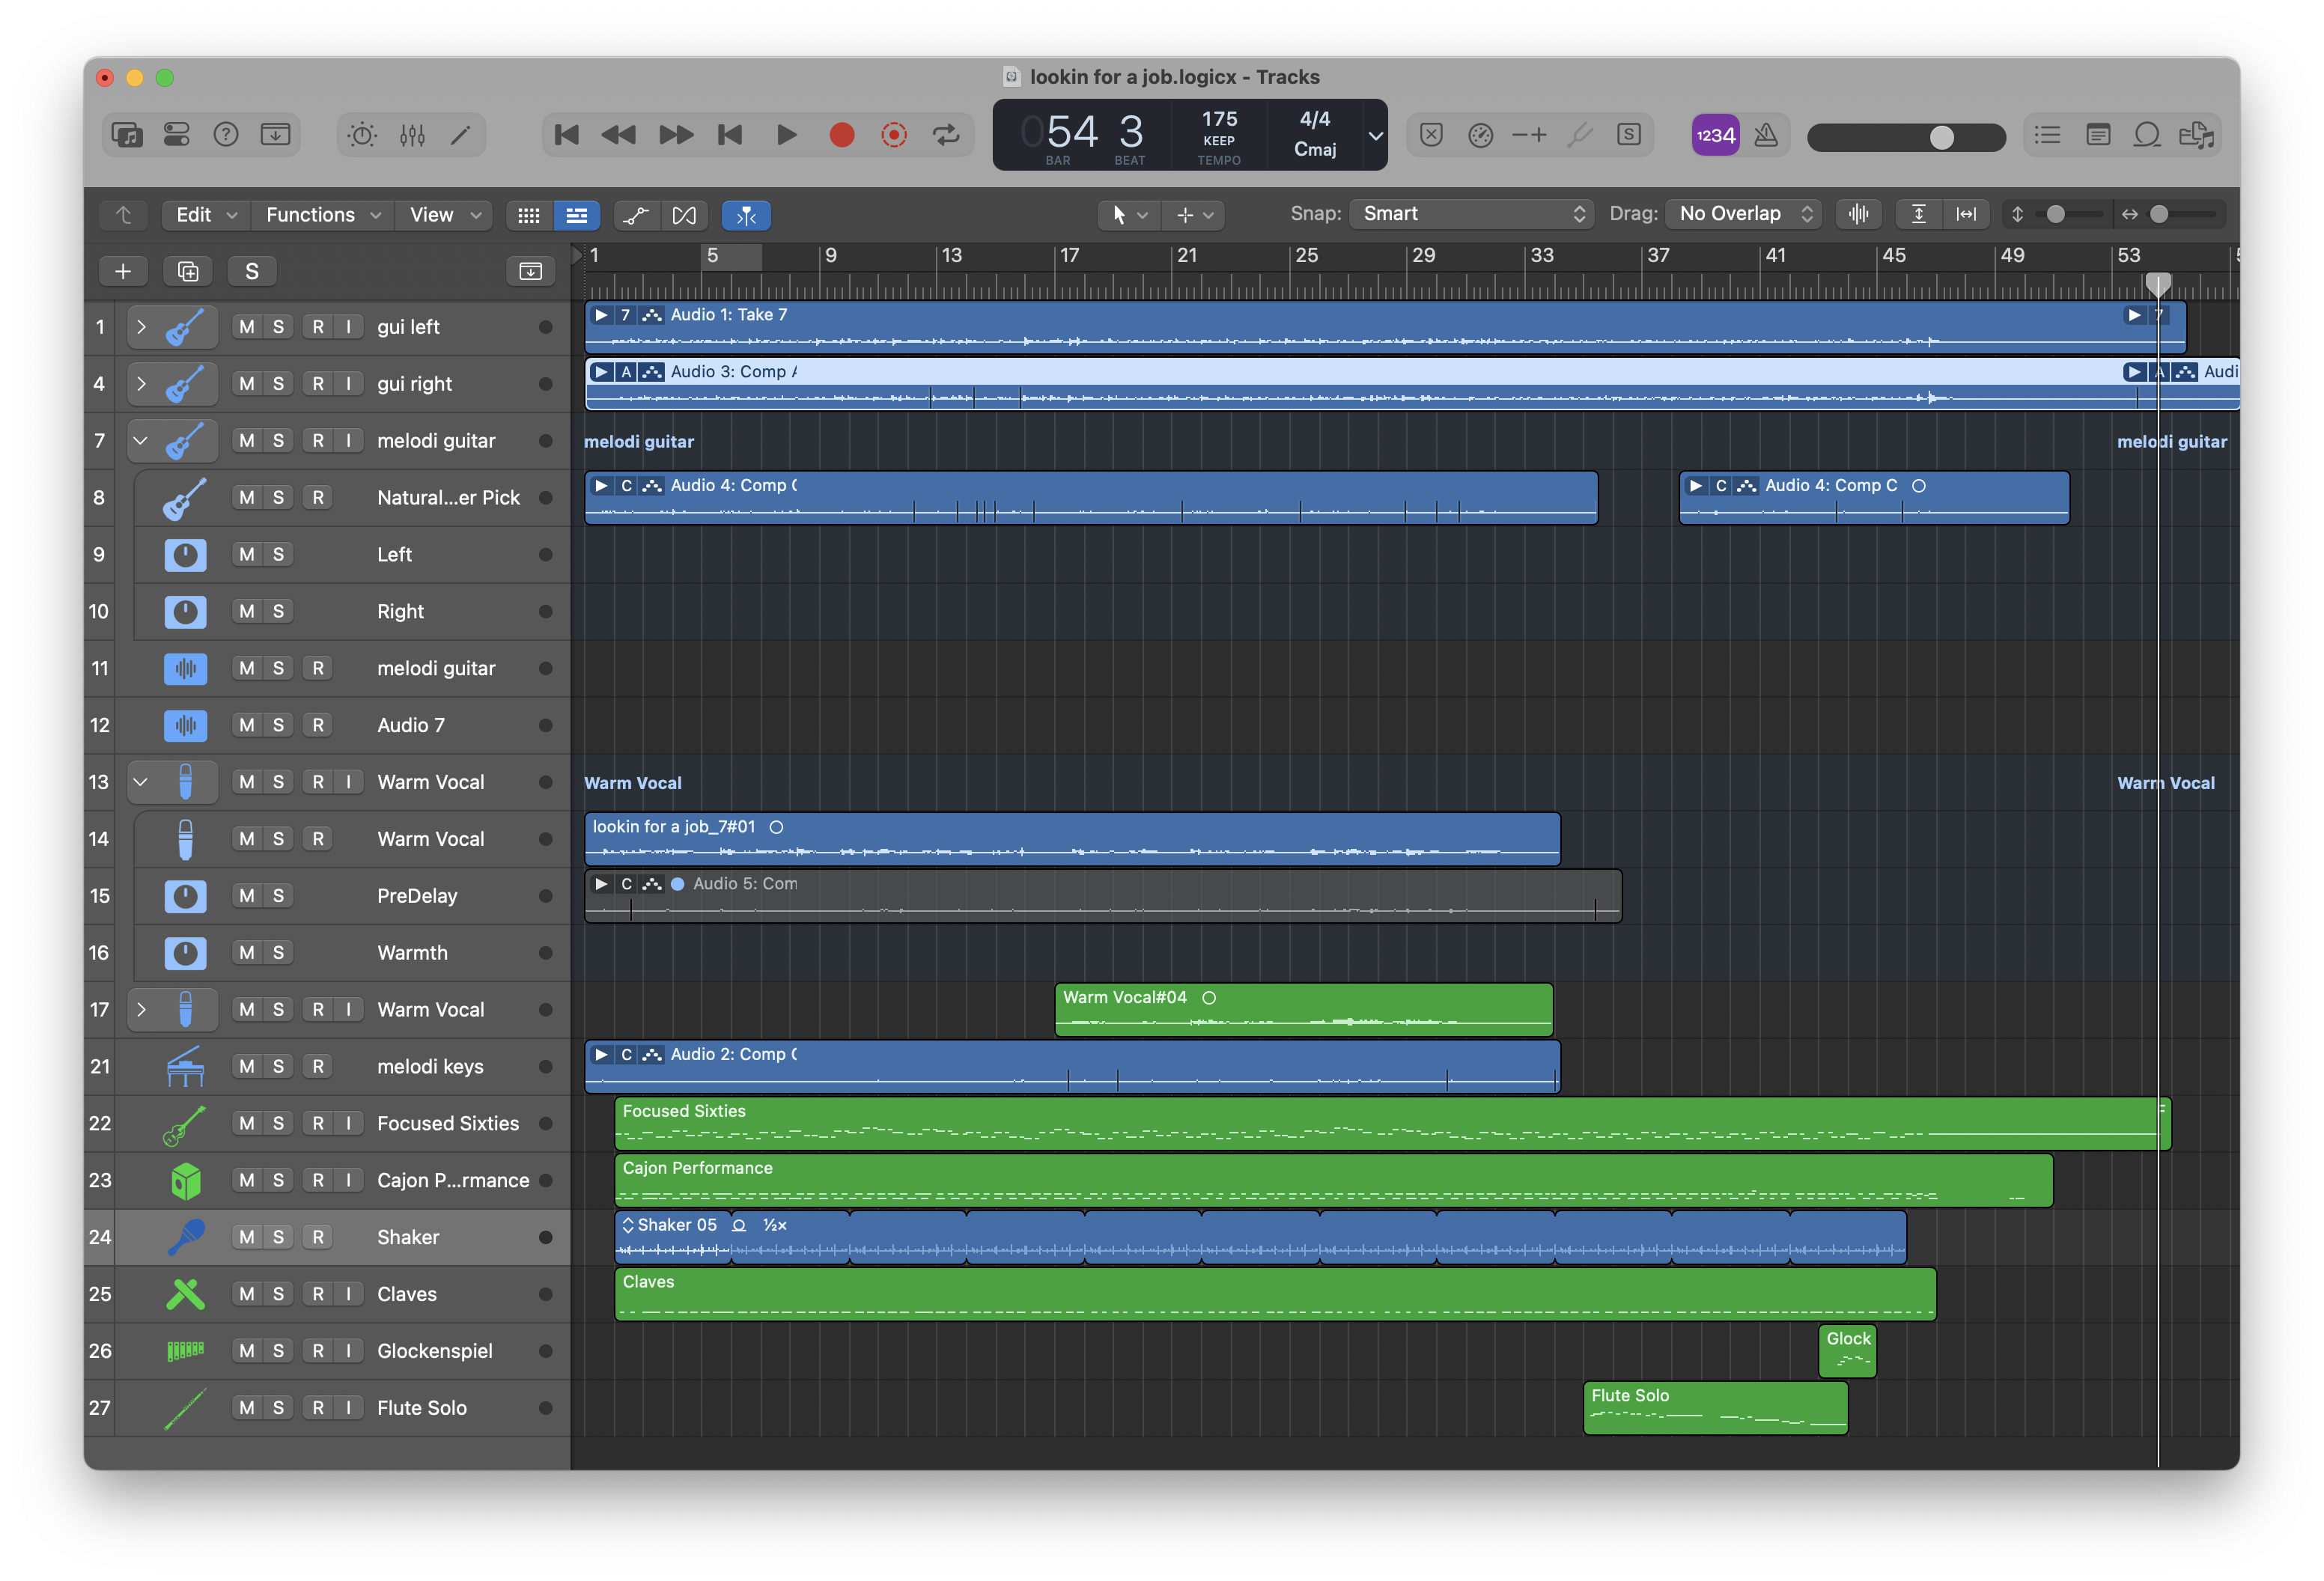 lookin for a job.logicx - Tracks
054 3 175 KEEP 4/4 Cmaj
BAR BEAT TEMPO
1234
Edit Functions View Snap: Smart Drag: No Overlap
S
1 5 9 13 17 21 25 29 33 37 41 45 49 53
1 M S R I gui left 7 Audio 1: Take 7 7
4 M S R I gui right A Audio 3: Comp A Audi
7 M S R I melodi guitar melodi guitar melodi guitar
8 M S R Natural...er Pick C Audio 4: Comp C Audio 4: Comp C
9 M S Left
10 M S Right
11 M S R melodi guitar
12 M S R Audio 7
13 M S R I Warm Vocal Warm Vocal Warm Vocal
14 M S R Warm Vocal lookin for a job_7#01
15 M S PreDelay C Audio 5: Com
16 M S Warmth
17 M S R I Warm Vocal Warm Vocal#04
21 M S R melodi keys C Audio 2: Comp
22 M S R I Focused Sixties Focused Sixties
23 M S R I Cajon P...rmance Cajon Performance
24 M S R Shaker Shaker 05 ½×
25 M S R I Claves Claves
26 M S R I Glockenspiel Glock
27 M S R I Flute Solo Flute Solo